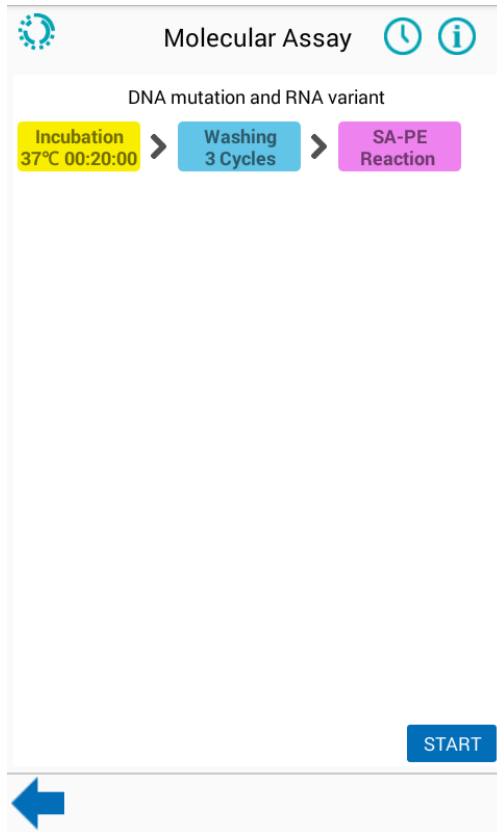 Molecular Assay
DNA mutation and RNA variant
Incubation
37℃ 00:20:00
Washing
3 Cycles
SA-PE
Reaction
START